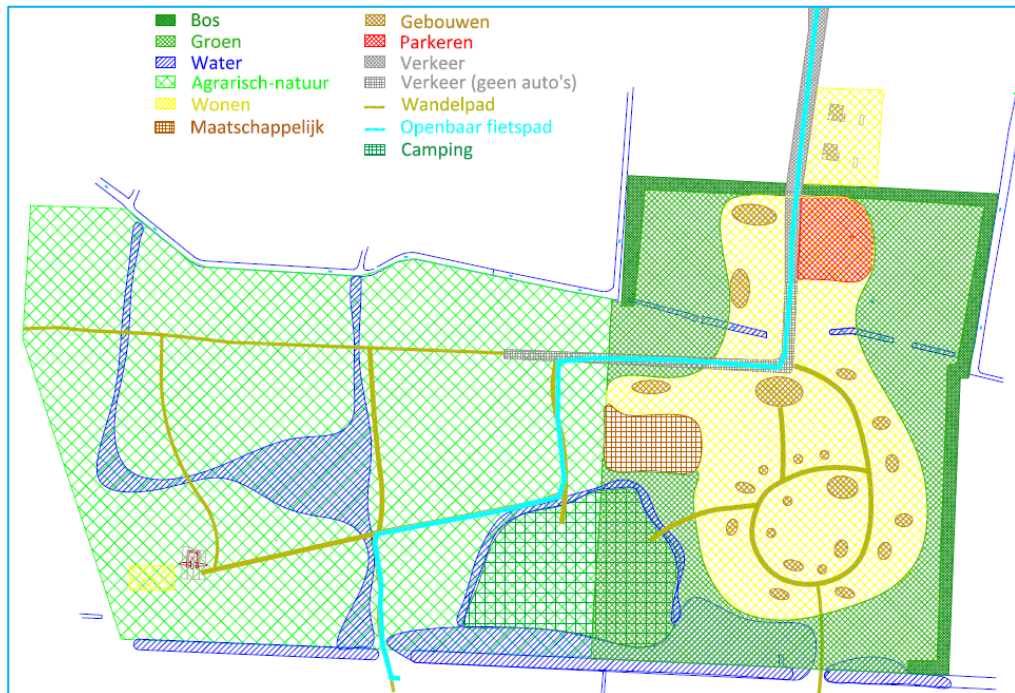 Bos
Groen
Water
Agrarisch-natuur
Wonen
Maatschappelijk
Gebouwen
Parkeren
Verkeer
Verkeer (geen auto's)
Wandelpad
Openbaar fietspad
Camping